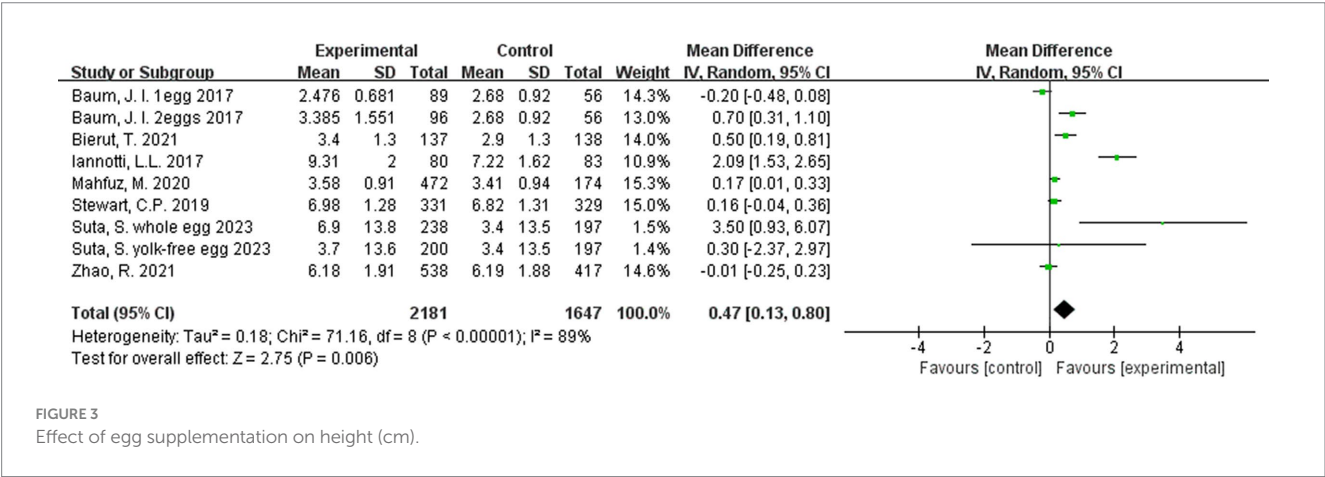 Experimental Control Mean Difference Mean Difference
Study or Subgroup Mean SD Total Mean SD Total Weight IV, Random, 95% CI IV, Random, 95% CI
Baum, J. I. 1egg 2017 2.476 0.681 89 2.68 0.92 56 14.3% -0.20 [-0.48, 0.08]
Baum, J. I. 2eggs 2017 3.385 1.551 96 2.68 0.92 56 13.0% 0.70 [0.31, 1.10]
Bierut, T. 2021 3.4 1.3 137 2.9 1.3 138 14.0% 0.50 [0.19, 0.81]
Iannotti, L.L. 2017 9.31 2 80 7.22 1.62 83 10.9% 2.09 [1.53, 2.65]
Mahfuz, M. 2020 3.58 0.91 472 3.41 0.94 174 15.3% 0.17 [0.01, 0.33]
Stewart, C.P. 2019 6.98 1.28 331 6.82 1.31 329 15.0% 0.16 [-0.04, 0.36]
Suta, S. whole egg 2023 6.9 13.8 238 3.4 13.5 197 1.5% 3.50 [0.93, 6.07]
Suta, S. yolk-free egg 2023 3.7 13.6 200 3.4 13.5 197 1.4% 0.30 [-2.37, 2.97]
Zhao, R. 2021 6.18 1.91 538 6.19 1.88 417 14.6% -0.01 [-0.25, 0.23]
Total (95% CI) 2181 1647 100.0% 0.47 [0.13, 0.80]
Heterogeneity: Tau² = 0.18; Chi² = 71.16, df = 8 (P < 0.00001); I² = 89%
Test for overall effect: Z = 2.75 (P = 0.006)
-4 -2 0 2 4
Favours [control] Favours [experimental]
FIGURE 3
Effect of egg supplementation on height (cm).